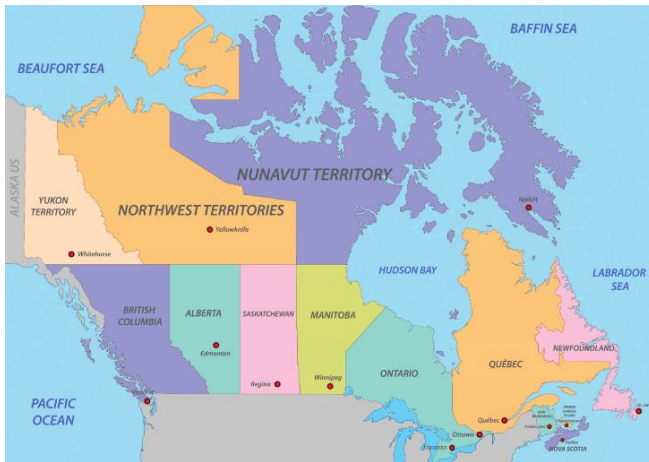 BAFFIN SEA
BEAUFORT SEA
ALASKA US
NUNAVUT TERRITORY
YUKON
TERRITORY
NORTHWEST TERRITORIES
Iqaluit
Yellowknife
Whitehorse
HUDSON BAY
LABRADOR
SEA
BRITISH
COLUMBIA
ALBERTA
SASKATCHEWAN
MANITOBA
NEWFOUNDLAND
Edmonton
QUÉBEC
ONTARIO
Regina
Winnipeg
Victoria
PACIFIC
OCEAN
Québec
Ottawa
Toronto
NOVA SCOTIA